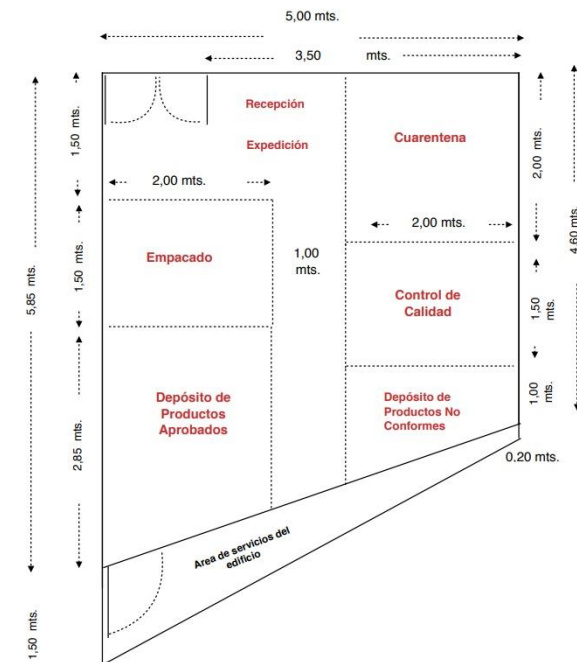 5,00 mts.
3,50 mts.
1,50 mts.
Recepción
Expedición
Cuarentena
2,00 mts.
2,00 mts.
4,60 mts.
5,85 mts.
1,50 mts.
Empacado
1,00
mts.
2,00 mts.
Control de
Calidad
1,50
mts.
Depósito de
Productos
Aprobados
Depósito de
Productos No
Conformes
1,00
mts.
2,85 mts.
0.20 mts.
Area de servicios del
edificio
1,50 mts.